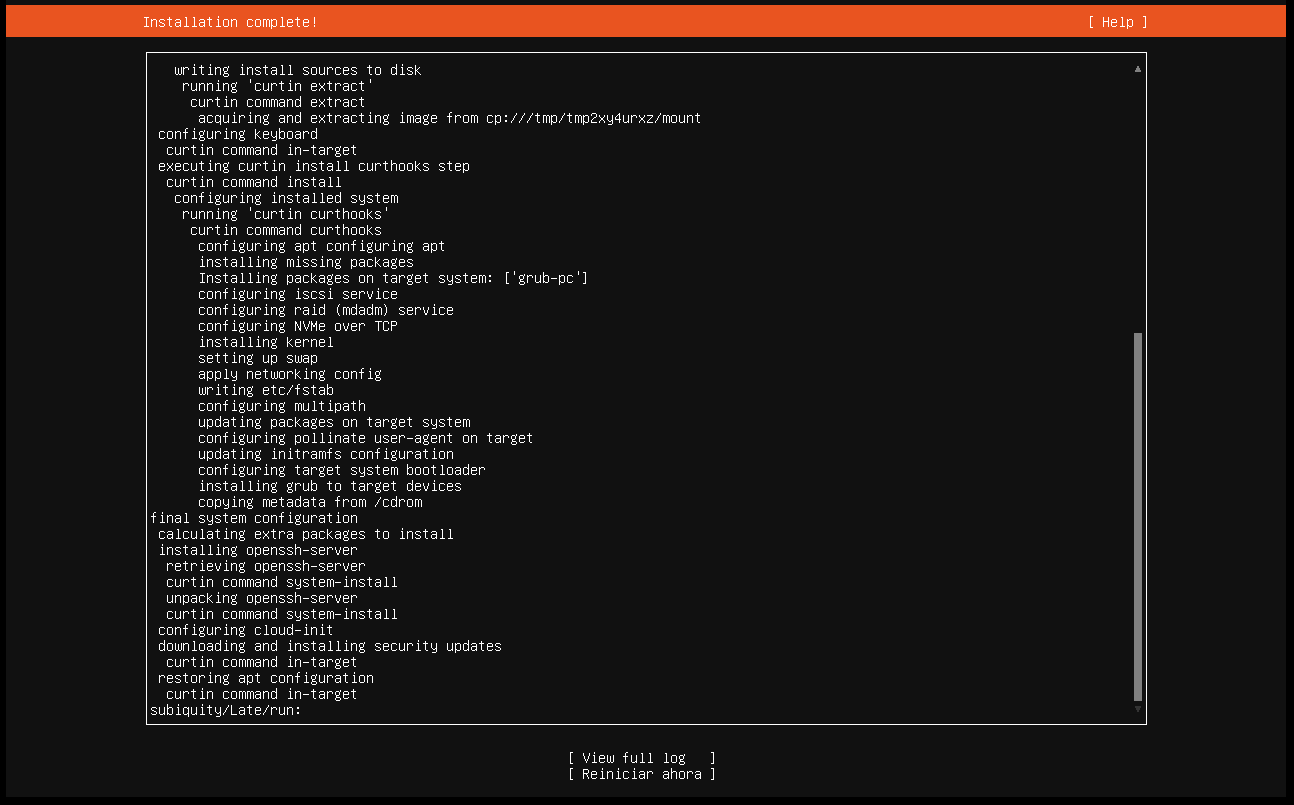 Installation complete! [ Help ]
writing install sources to disk
running 'curtin extract'
curtin command extract
acquiring and extracting image from cp:///tmp/tmp2xy4urxz/mount
configuring keyboard
curtin command in-target
executing curtin install curthooks step
curtin command install
configuring installed system
running 'curtin curthooks'
curtin command curthooks
configuring apt configuring apt
installing missing packages
Installing packages on target system: ['grub-pc']
configuring iscsi service
configuring raid (mdadm) service
configuring NVMe over TCP
installing kernel
setting up swap
apply networking config
writing etc/fstab
configuring multipath
updating packages on target system
configuring pollinate user-agent on target
updating initramfs configuration
configuring target system bootloader
installing grub to target devices
copying metadata from /cdrom
final system configuration
calculating extra packages to install
installing openssh-server
retrieving openssh-server
curtin command system-install
unpacking openssh-server
curtin command system-install
configuring cloud-init
downloading and installing security updates
curtin command in-target
restoring apt configuration
curtin command in-target
subiquity/Late/run:
[ View full log ]
[ Reiniciar ahora ]